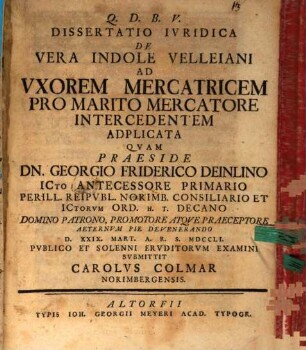 Q. D. B. V.
DISSERTATIO IVRIDICA
DE
VERA INDOLE VELLEIANI
AD
VXOREM MERCATRICEM
PRO MARITO MERCATORE
INTERCEDENTEM
ADPLICATA
QVAM
PRAESIDE
DN. GEORGIO FRIDERICO DEINLINO
ICTO ANTECESSORE PRIMARIO
PERILL. REIPVBL. NORIMB. CONSILIARIO ET
ICTORVM ORD. H. T. DECANO
DOMINO PATRONO, PROMOTORE ATQVE PRAECEPTORE
AETERNVM PIE DEVENERANDO
D. XXIX. MART. A. R. S. MDCCLI.
PVBLICO ET SOLENNI ERVDITORVM EXAMINI
SVBMITTIT
CAROLVS COLMAR
NORIMBERGENSIS.
ALTORFII
TYPIS IOH. GEORGII MEYERI ACAD. TYPOGR.